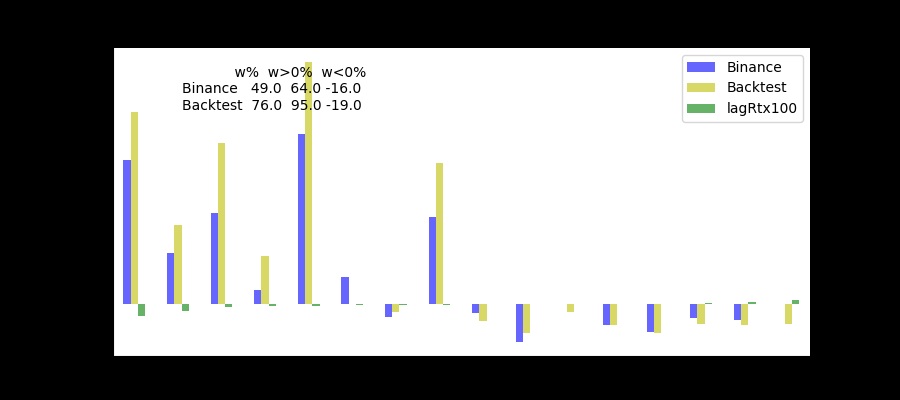 w% w>0% w<0%
Binance 49.0 64.0 -16.0
Backtest 76.0 95.0 -19.0
Binance
Backtest
lagRtx100